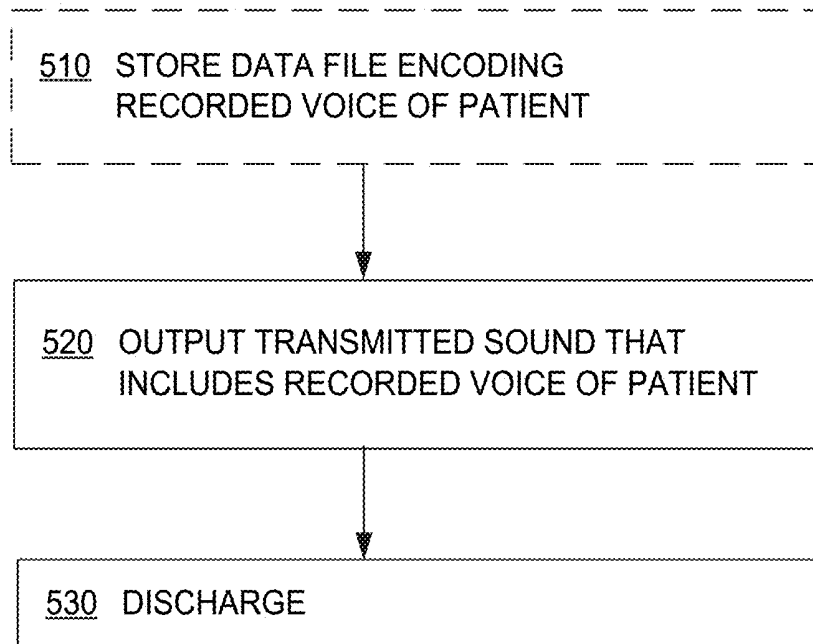 510 STORE DATA FILE ENCODING
RECORDED VOICE OF PATIENT
520 OUTPUT TRANSMITTED SOUND THAT
INCLUDES RECORDED VOICE OF PATIENT
530 DISCHARGE